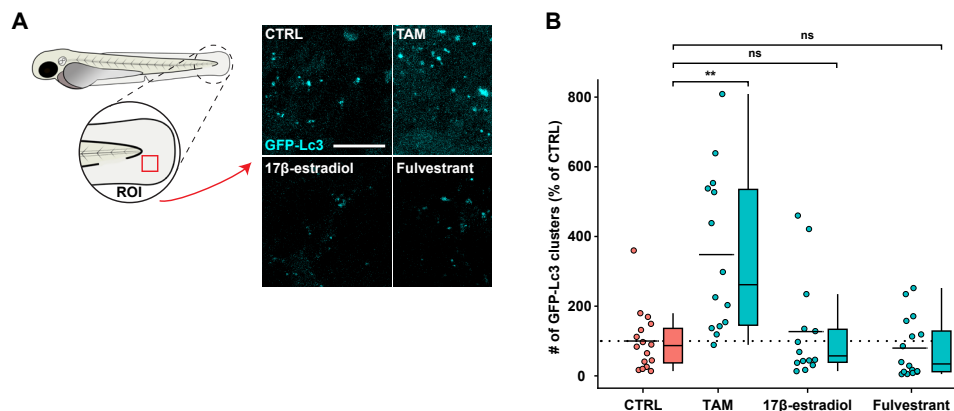 A
CTRL
TAM
GFP-Lc3
17β-estradiol
Fulvestrant
ROI
B
ns
ns
**
# of GFP-Lc3 clusters (% of CTRL)
800
600
400
200
0
CTRL
TAM
17β-estradiol
Fulvestrant